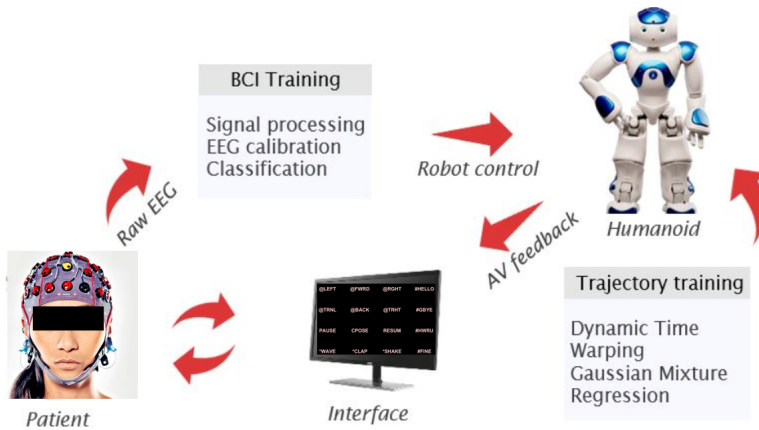 BCI Training
Signal processing
EEG calibration
Classification
Raw EEG
Robot control
Humanoid
AV feedback
Trajectory training
Dynamic Time
Warping
Gaussian Mixture
Regression
@LEFT @FWRD @RGHT #HELLO
@TRNL @BACK @TRHT #GBYE
PAUSE CPOSE RESUM #HWRU
*WAVE *CLAP *SHAKE #FINE
Patient
Interface